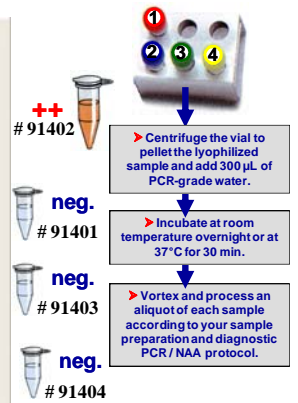 1
2
3
4
++
# 91402
neg.
# 91401
neg.
# 91403
neg.
# 91404
➤ Centrifuge the vial to
pellet the lyophilized
sample and add 300 µL of
PCR-grade water.
➤ Incubate at room
temperature overnight or at
37°C for 30 min.
➤ Vortex and process an
aliquot of each sample
according to your sample
preparation and diagnostic
PCR / NAA protocol.